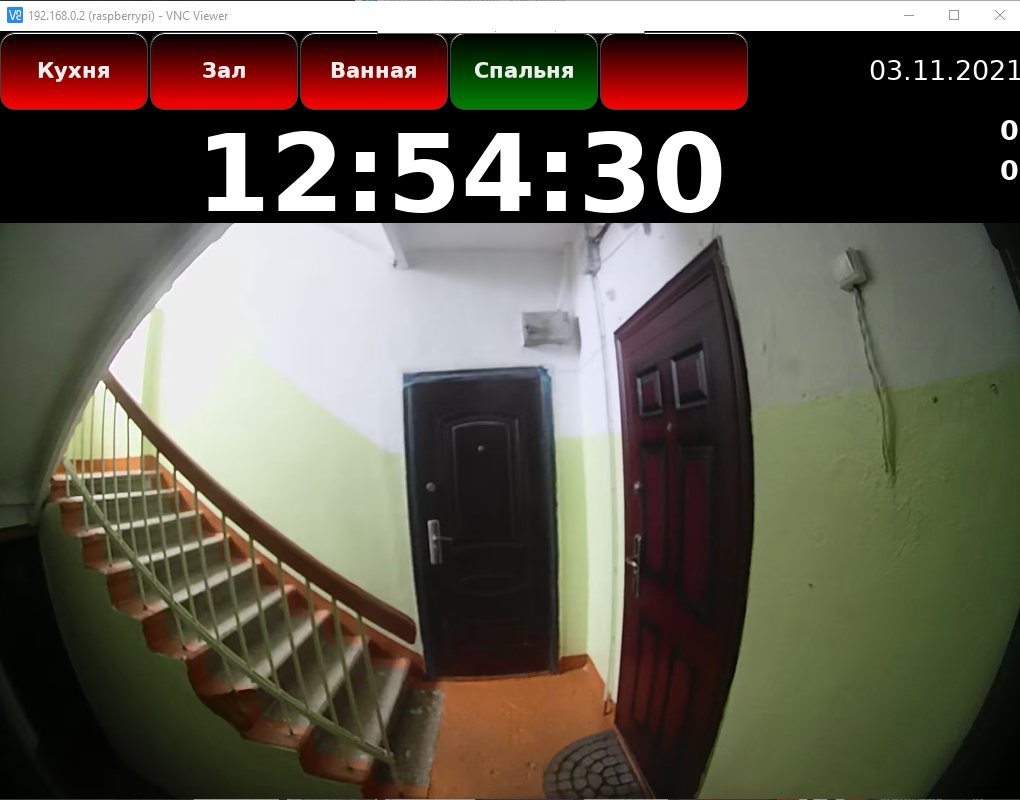 192.168.0.2 (raspberrypi) - VNC Viewer
Кухня
Зал
Ванная
Спальня
03.11.2021
12:54:30
0
0